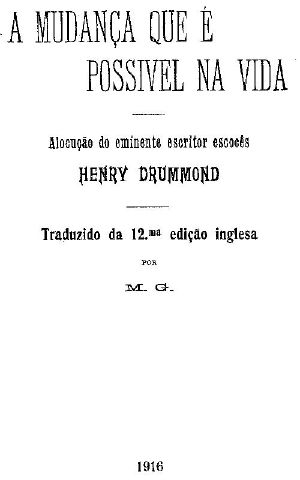 A MUDANÇA QUE É
POSSIVEL NA VIDA
Alocução do eminente escritor escocês
HENRY DRUMMOND
Traduzido da 12.ma edição inglesa
POR
M. G.
1916